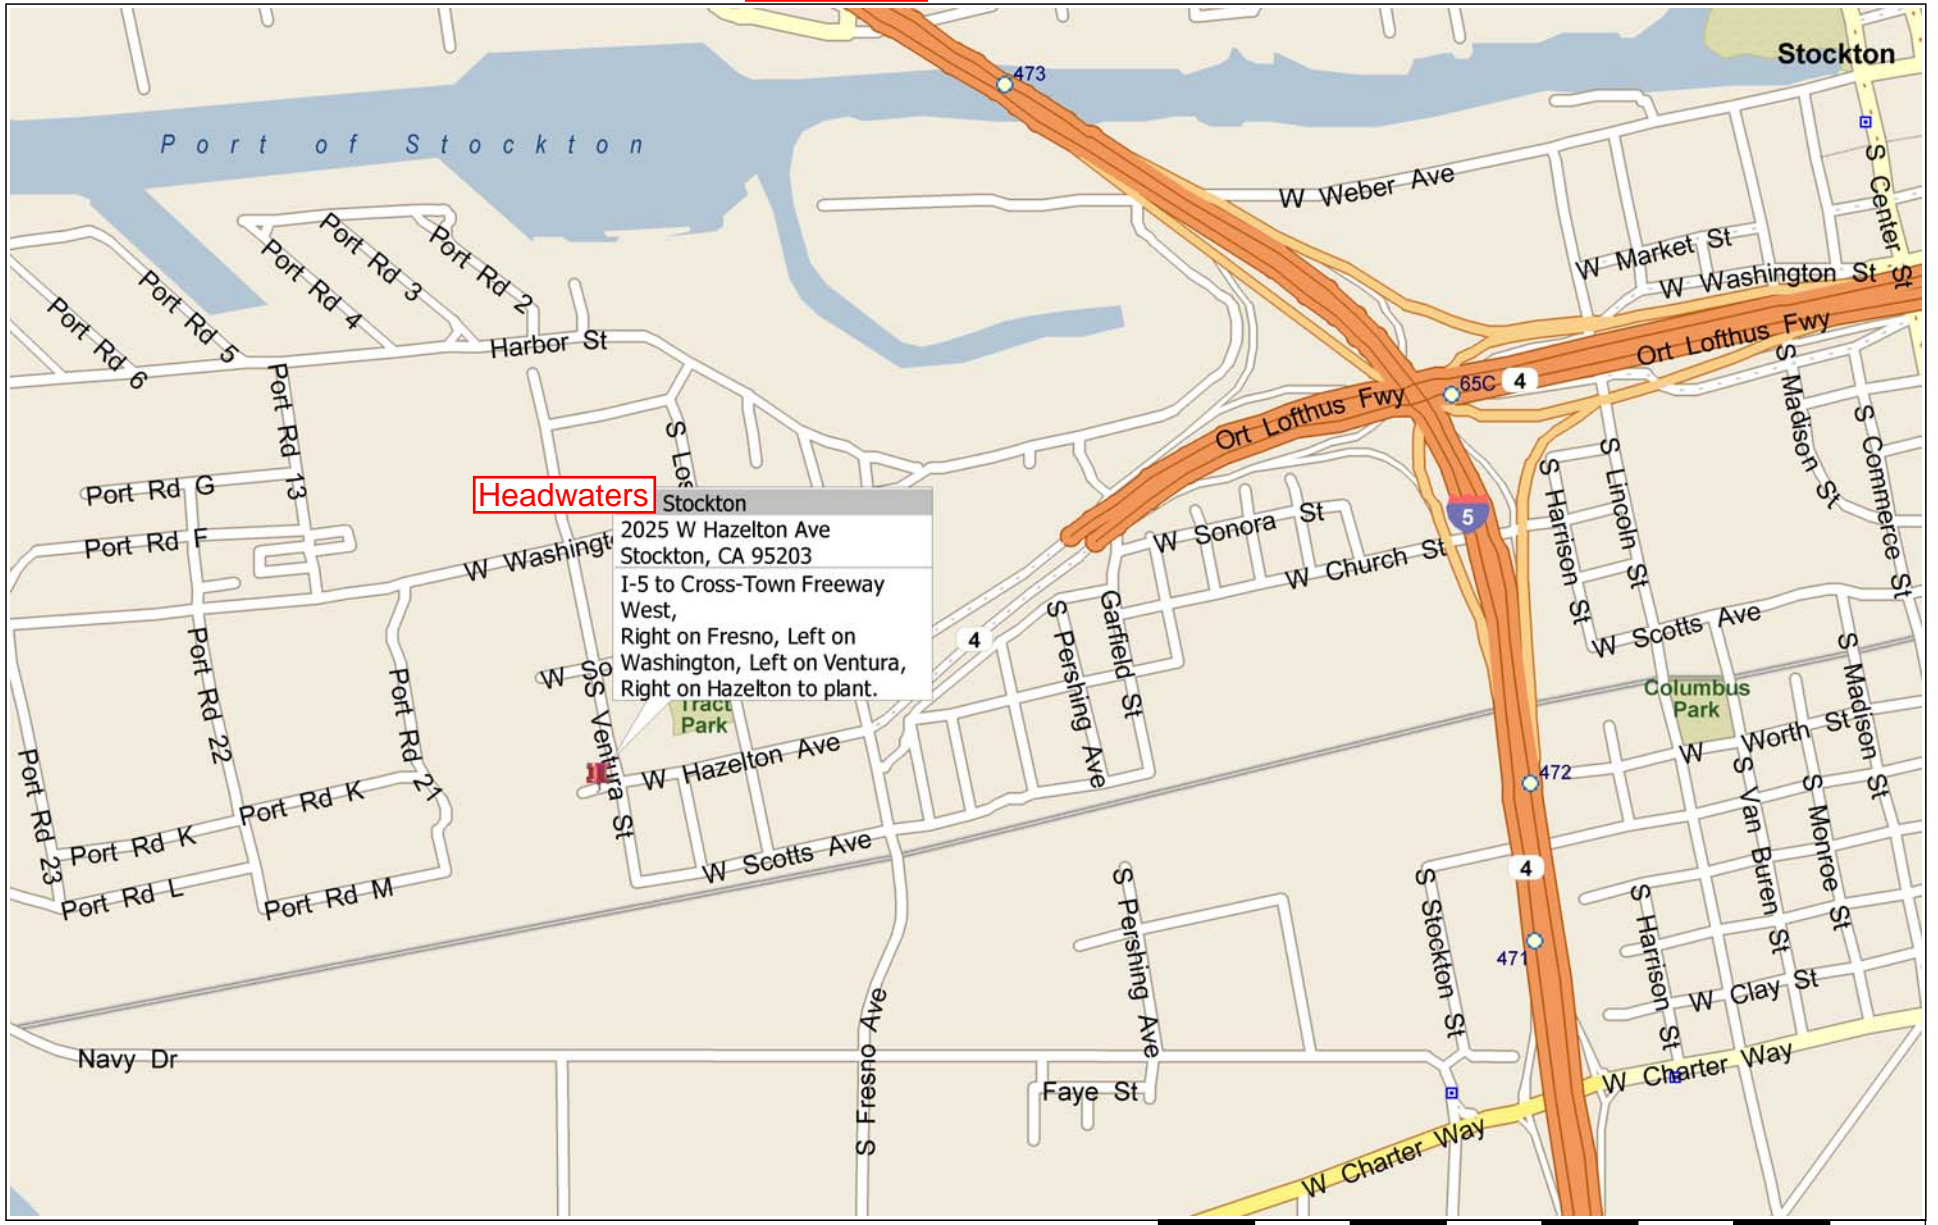 473
Stockton
Port of Stockton
S Center St
W Weber Ave
W Market St
W Washington St
Port Rd 2
Port Rd 3
Port Rd 4
Port Rd 5
Port Rd 6
Harbor St
Ort Lofthus Fwy
65C
4
Ort Lofthus Fwy
S Madison St
S Commerce St
Port Rd 13
S Los
Port Rd G
Headwaters
Stockton
2025 W Hazelton Ave
Stockton, CA 95203
I-5 to Cross-Town Freeway
West,
Right on Fresno, Left on
Washington, Left on Ventura,
Right on Hazelton to plant.
5
W Sonora St
W Church St
S Harrison St
S Lincoln St
Port Rd F
W Washingt
4
S Pershing Ave
Garfield St
W Scotts Ave
S Madison St
Port Rd 22
Port Rd 21
W So
S Ventura St
Tract
Park
Columbus
Park
W Worth St
Port Rd 23
W Hazelton Ave
472
S Van Buren St
S Monroe St
Port Rd K
Port Rd K
W Scotts Ave
Port Rd L
Port Rd M
4
S Pershing Ave
S Stockton St
S Harrison St
471
W Clay St
Navy Dr
S Fresno Ave
Faye St
W Charter Way
W Charter Way